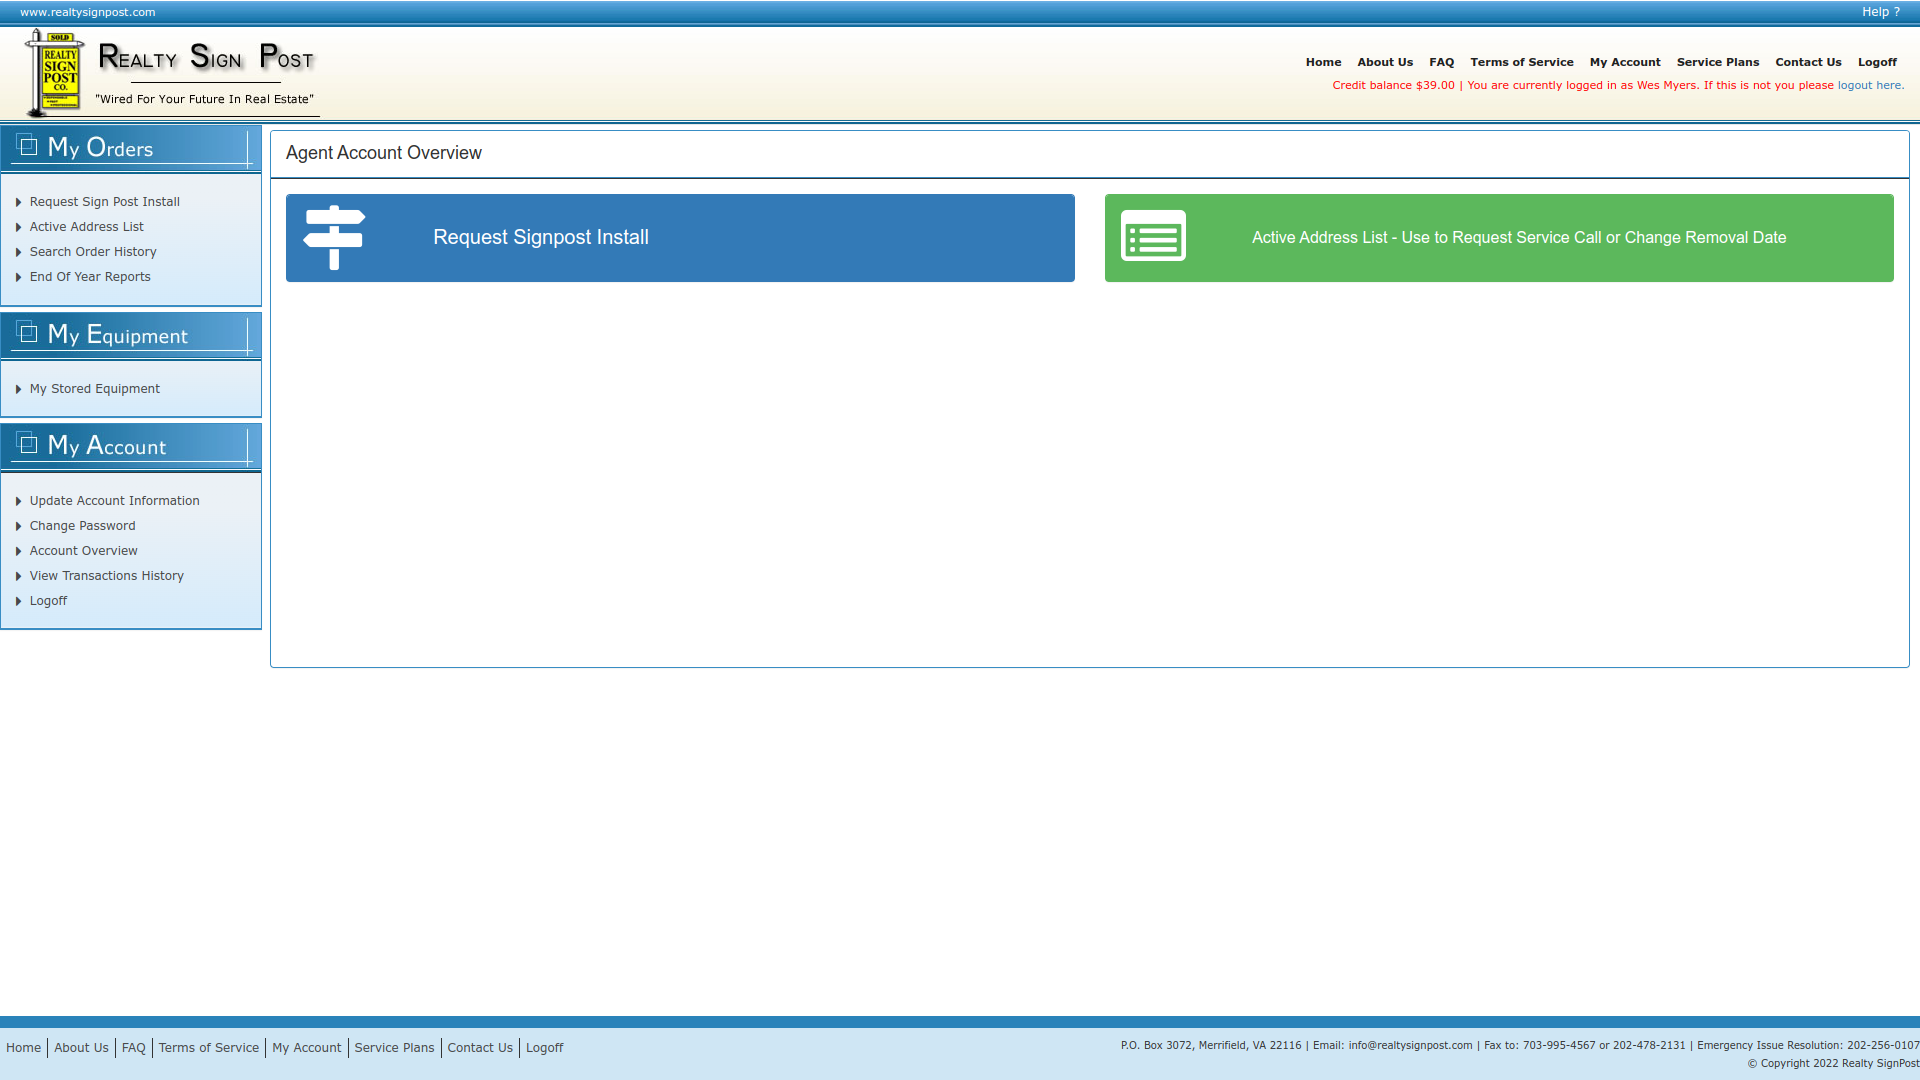 www.realtysignpost.com
Help ?
SOLD
REALTY
SIGN
POST
CO.
Realty Sign Post
"Wired For Your Future In Real Estate"
Home About Us FAQ Terms of Service My Account Service Plans Contact Us Logoff
Credit balance $39.00 | You are currently logged in as Wes Myers. If this is not you please logout here.
My Orders
Request Sign Post Install
Active Address List
Search Order History
End Of Year Reports
My Equipment
My Stored Equipment
My Account
Update Account Information
Change Password
Account Overview
View Transactions History
Logoff
Agent Account Overview
Request Signpost Install
Active Address List - Use to Request Service Call or Change Removal Date
Home | About Us | FAQ | Terms of Service | My Account | Service Plans | Contact Us | Logoff
P.O. Box 3072, Merrifield, VA 22116 | Email: info@realtysignpost.com | Fax to: 703-995-4567 or 202-478-2131 | Emergency Issue Resolution: 202-256-0107
© Copyright 2022 Realty SignPost